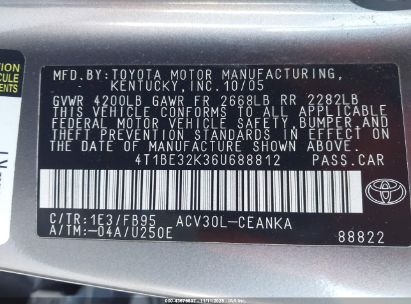 VEHICLE
MFD.BY:TOYOTA MOTOR MANUFACTURING,
KENTUCKY, INC. 10/05
GVWR 4200LB GAWR FR 2668LB RR 2282LB
THIS VEHICLE CONFORMS TO ALL APPLICABLE
FEDERAL MOTOR VEHICLE SAFETY, BUMPER,
AND THEFT PREVENTION STANDARDS IN EFFECT
ON THE DATE OF MANUFACTURE SHOWN ABOVE.
4T1BE32K36U688812 PASS.CAR
C/TR:1E3/FB95 ACV30L-CEANKA
A/TM:-04A/U250E 88822
TOYOTA